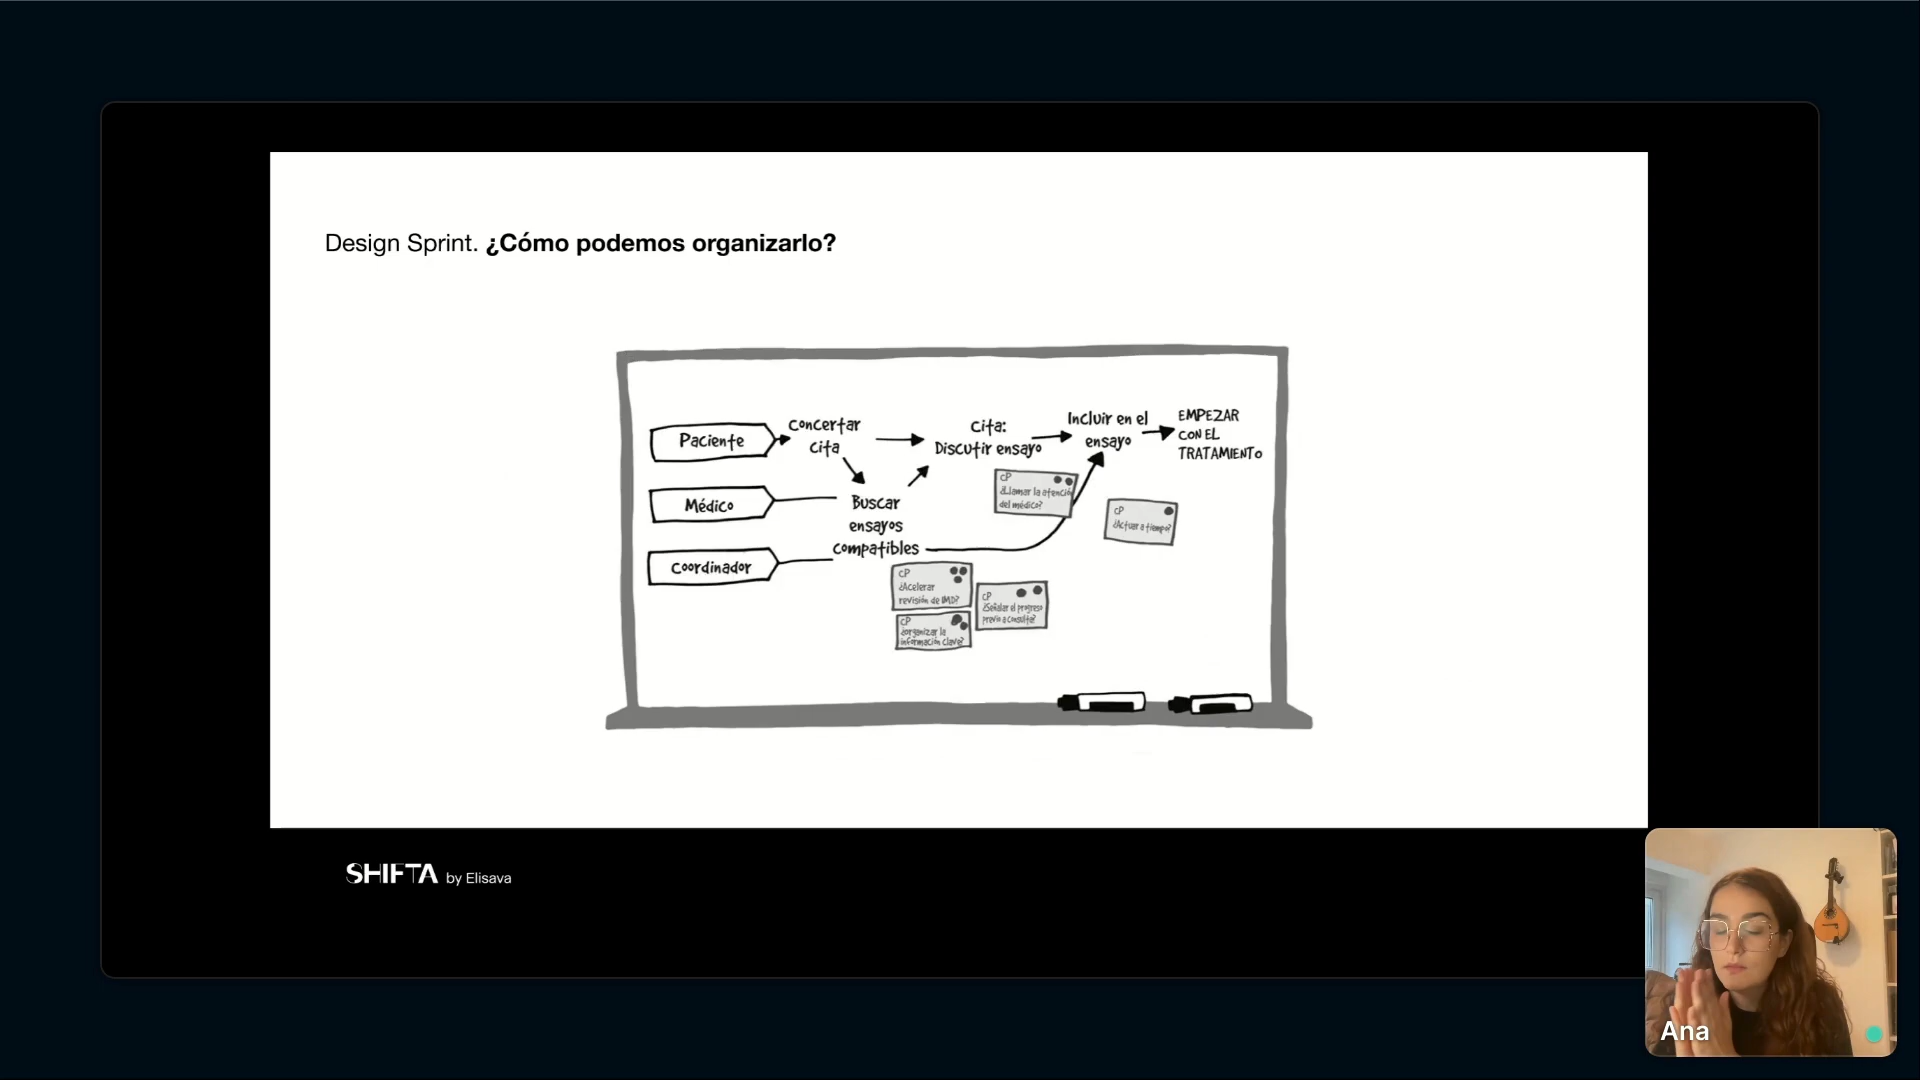 Design Sprint. ¿Cómo podemos organizarlo?
Paciente
Concertar
cita
Cita:
Discutir ensayo
Incluir en el
ensayo
EMPEZAR
CON EL
TRATAMIENTO
Médico
Coordinador
Buscar
ensayos
compatibles
CP
¿Llamar la atención
del médico?
CP
¿Actuar a tiempo?
CP
¿Acelerar
revisión de IMD?
CP
¿Señalar el progreso
previo a consulta?
CP
¿organizar la
información clave?
SHIFTA by Elisava
Ana